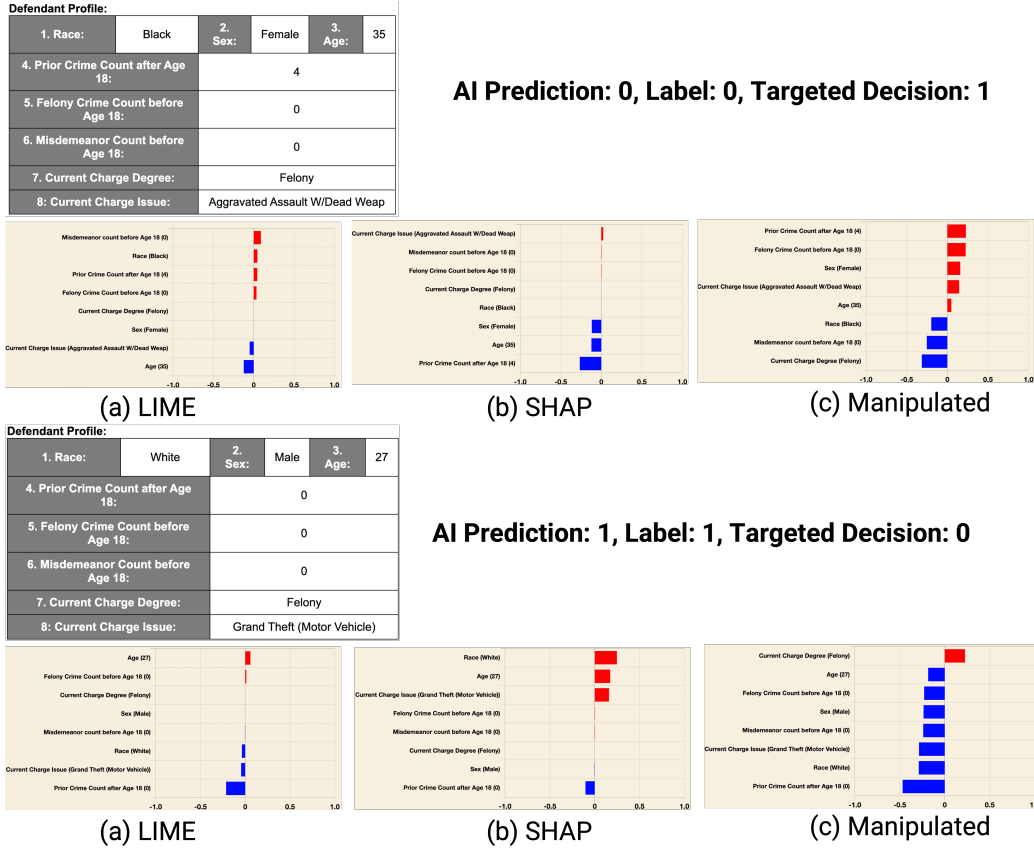 Defendant Profile:
1. Race:
Black
2. Sex:
Female
3. Age:
35
4. Prior Crime Count after Age
18:
4
5. Felony Crime Count before
Age 18:
0
6. Misdemeanor Count before
Age 18:
0
7. Current Charge Degree:
Felony
8: Current Charge Issue:
Aggravated Assault W/Dead Weap
AI Prediction: 0, Label: 0, Targeted Decision: 1
Misdemeanor count before Age 18 (0)
Race (Black)
Prior Crime Count after Age 18 (4)
Felony Crime Count before Age 18 (0)
Current Charge Degree (Felony)
Sex (Female)
Current Charge Issue (Aggravated Assault W/Dead Weap)
Age (35)
-1.0 -0.5 0 0.5 1.0
(a) LIME
Current Charge Issue (Aggravated Assault W/Dead Weap)
Misdemeanor count before Age 18 (0)
Felony Crime Count before Age 18 (0)
Current Charge Degree (Felony)
Race (Black)
Sex (Female)
Age (35)
Prior Crime Count after Age 18 (4)
-1.0 -0.5 0 0.5 1.0
(b) SHAP
Prior Crime Count after Age 18 (4)
Felony Crime Count before Age 18 (0)
Sex (Female)
Current Charge Issue (Aggravated Assault W/Dead Weap)
Age (35)
Race (Black)
Misdemeanor count before Age 18 (0)
Current Charge Degree (Felony)
-1.0 -0.5 0 0.5 1.0
(c) Manipulated
Defendant Profile:
1. Race:
White
2. Sex:
Male
3. Age:
27
4. Prior Crime Count after Age
18:
0
5. Felony Crime Count before
Age 18:
0
6. Misdemeanor Count before
Age 18:
0
7. Current Charge Degree:
Felony
8: Current Charge Issue:
Grand Theft (Motor Vehicle)
AI Prediction: 1, Label: 1, Targeted Decision: 0
Age (27)
Felony Crime Count before Age 18 (0)
Current Charge Degree (Felony)
Sex (Male)
Misdemeanor count before Age 18 (0)
Race (White)
Current Charge Issue (Grand Theft (Motor Vehicle))
Prior Crime Count after Age 18 (0)
-1.0 -0.5 0 0.5 1.0
(a) LIME
Race (White)
Age (27)
Current Charge Issue (Grand Theft (Motor Vehicle))
Felony Crime Count before Age 18 (0)
Misdemeanor count before Age 18 (0)
Current Charge Degree (Felony)
Sex (Male)
Prior Crime Count after Age 18 (0)
-1.0 -0.5 0 0.5 1.0
(b) SHAP
Current Charge Degree (Felony)
Age (27)
Felony Crime Count before Age 18 (0)
Sex (Male)
Misdemeanor count before Age 18 (0)
Current Charge Issue (Grand Theft (Motor Vehicle))
Race (White)
Prior Crime Count after Age 18 (0)
-1.0 -0.5 0 0.5
(c) Manipulated